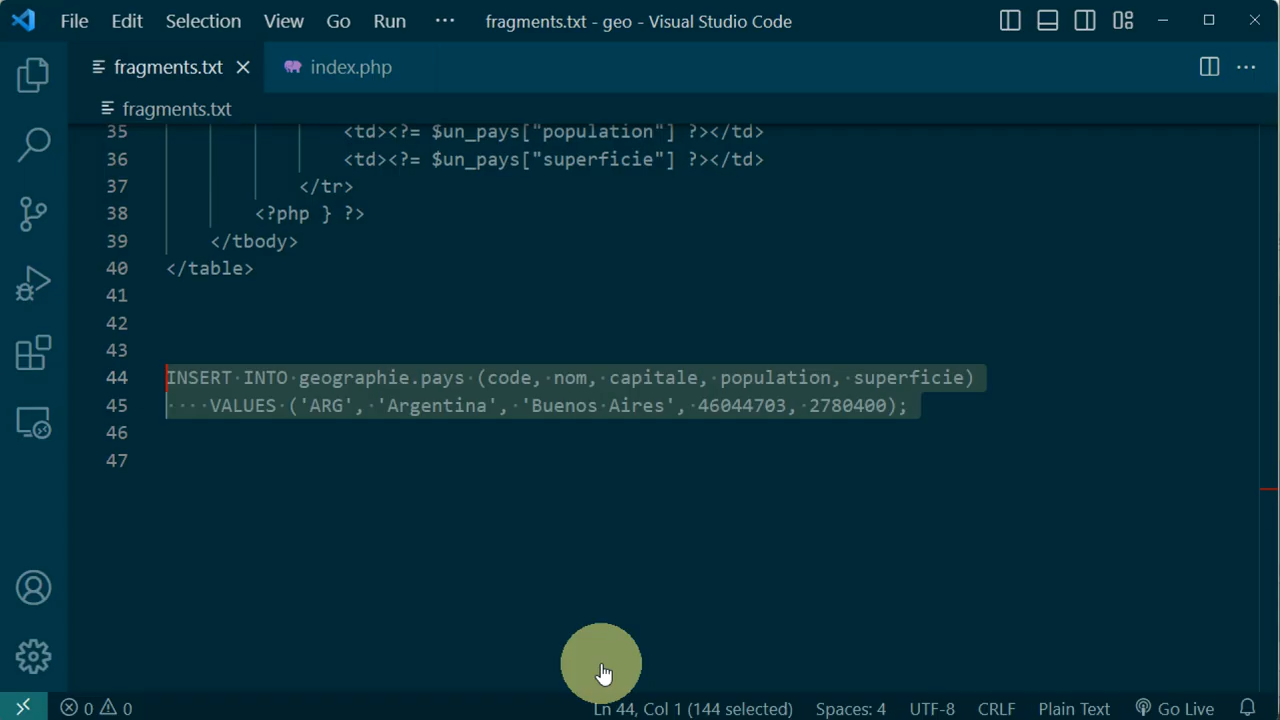 File Edit Selection View Go Run ··· fragments.txt - geo - Visual Studio Code
fragments.txt index.php
fragments.txt
35 <td><?= $un_pays["population"] ?></td>
36 <td><?= $un_pays["superficie"] ?></td>
37 </tr>
38 <?php } ?>
39 </tbody>
40 </table>
41
42
43
44 INSERT INTO geographie.pays (code, nom, capitale, population, superficie)
45 VALUES ('ARG', 'Argentina', 'Buenos Aires', 46044703, 2780400);
46
47
0 0 Ln 44, Col 1 (144 selected) Spaces: 4 UTF-8 CRLF Plain Text Go Live